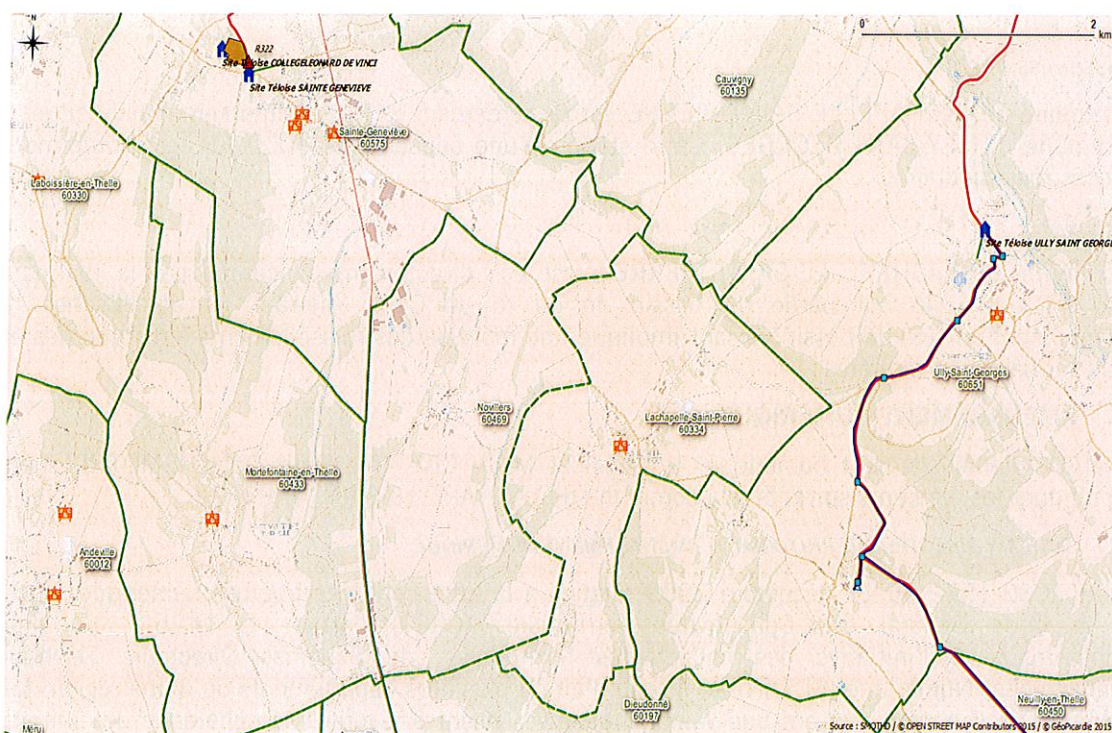 N
0 2
km
R322
Site Téloise COLLEGELEONARD DE VINCI
Site Téloise SAINTE GENEVIEVE
Cauvigny
60135
Sainte-Geneviève
60575
Laboissière-en-Thelle
60330
Site Téloise ULLY SAINT GEORGE
Ully-Saint-Georges
60651
Novillers
60469
Lachapelle-Saint-Pierre
60334
Mortefontaine-en-Thelle
60433
Andeville
60012
Dieudonné
60197
Neuilly-en-Thelle
60450
Méru
Source : SMOTHD / © OPEN STREET MAP Contributors 2015 / © GéoPicardie 2015